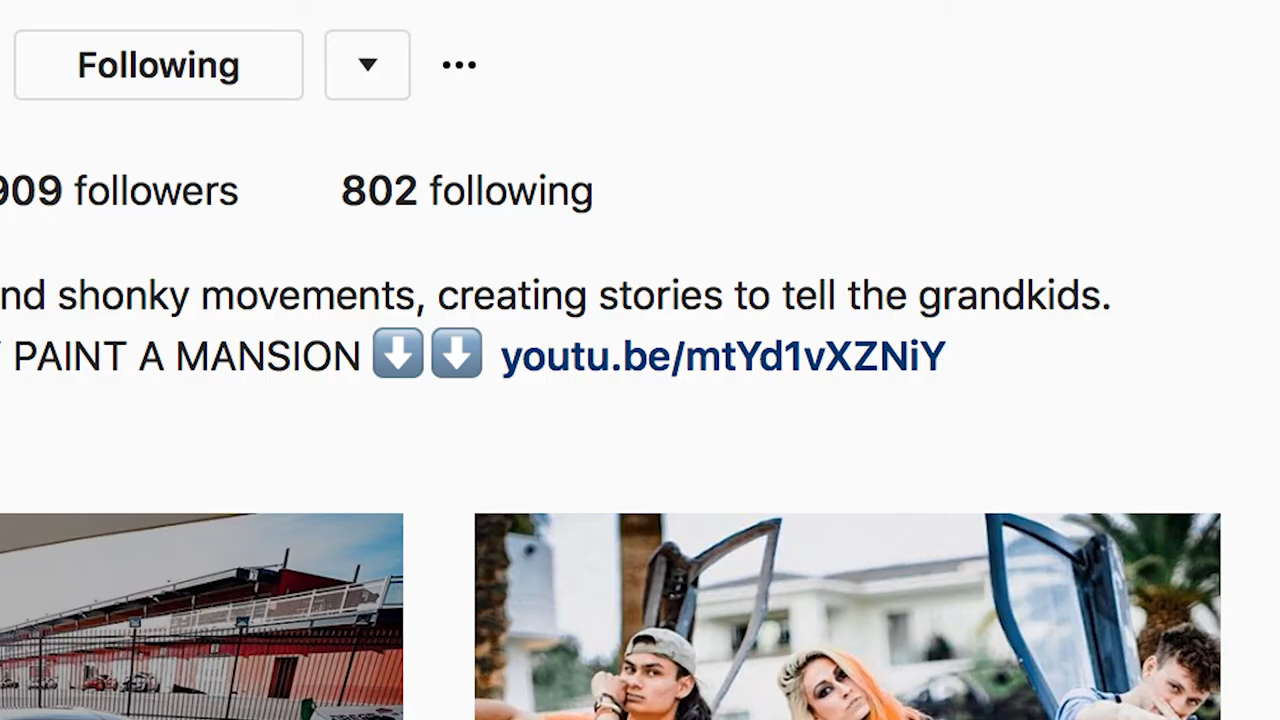 Following ▼ •••
909 followers 802 following
nd shonky movements, creating stories to tell the grandkids.
PAINT A MANSION ⬇️⬇️ youtu.be/mtYd1vXZNiY